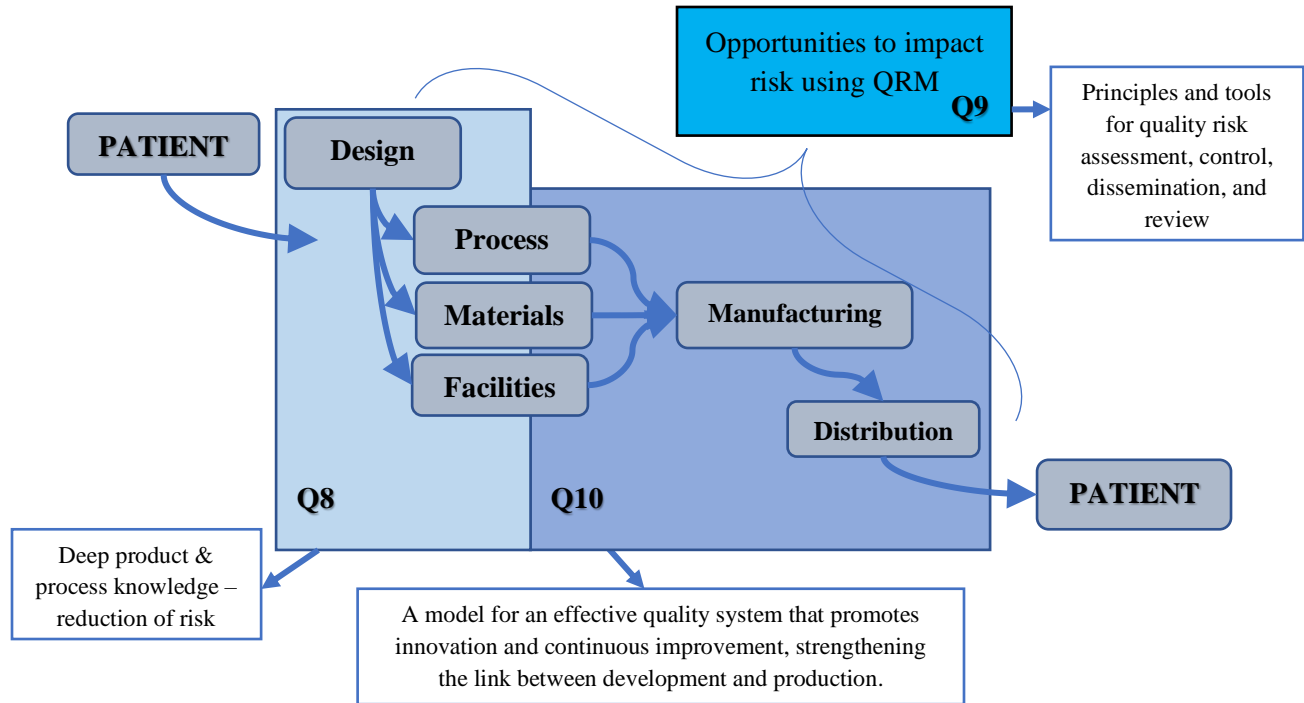 Opportunities to impact
risk using QRM
Q9
Principles and tools
for quality risk
assessment, control,
dissemination, and
review
PATIENT
Design
Process
Materials
Facilities
Manufacturing
Distribution
Q8
Q10
PATIENT
Deep product &
process knowledge –
reduction of risk
A model for an effective quality system that promotes
innovation and continuous improvement, strengthening
the link between development and production.